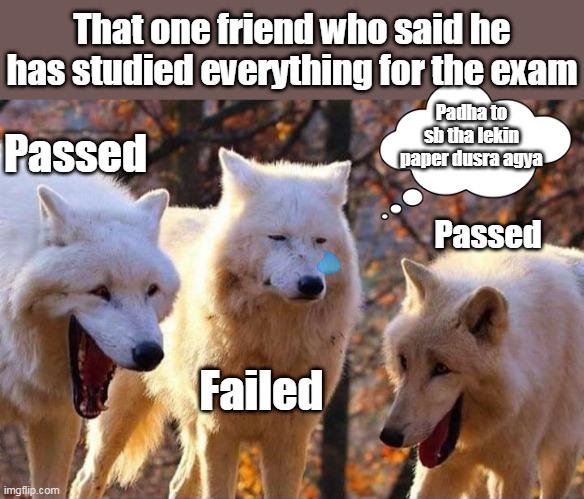 That one friend who said he
has studied everything for the exam
Padha to
sb tha lekin
paper dusra agya
Passed
Passed
Failed
imgflip.com